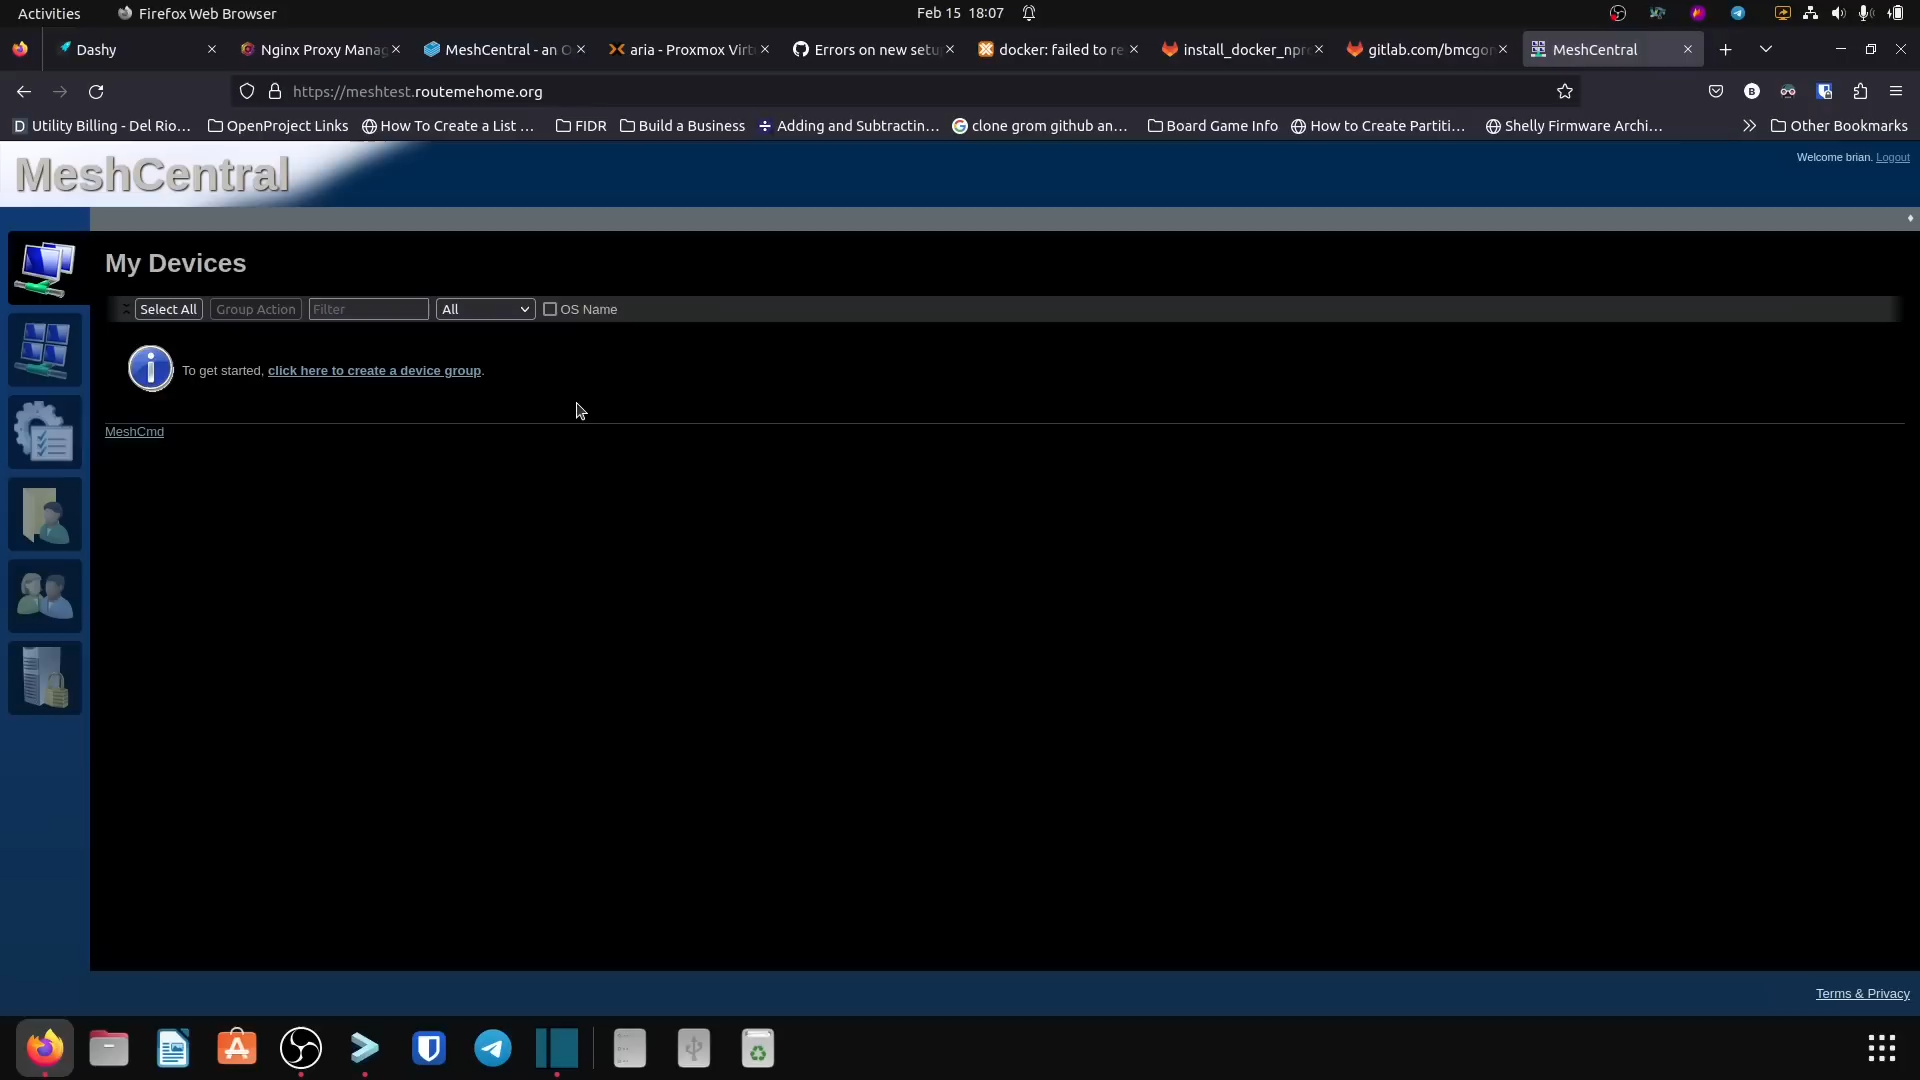 Activities Firefox Web Browser Feb 15 18:07
Dashy Nginx Proxy Manag MeshCentral - an O aria - Proxmox Virt Errors on new setu docker: failed to re install_docker_npr gitlab.com/bmcgon MeshCentral
https://meshtest.routemehome.org
Utility Billing - Del Rio... OpenProject Links How To Create a List ... FIDR Build a Business Adding and Subtractin... clone grom github an... Board Game Info How to Create Partiti... Shelly Firmware Archi... Other Bookmarks
MeshCentral
Welcome brian. Logout
My Devices
Select All Group Action Filter All OS Name
To get started, click here to create a device group.
MeshCmd
Terms & Privacy